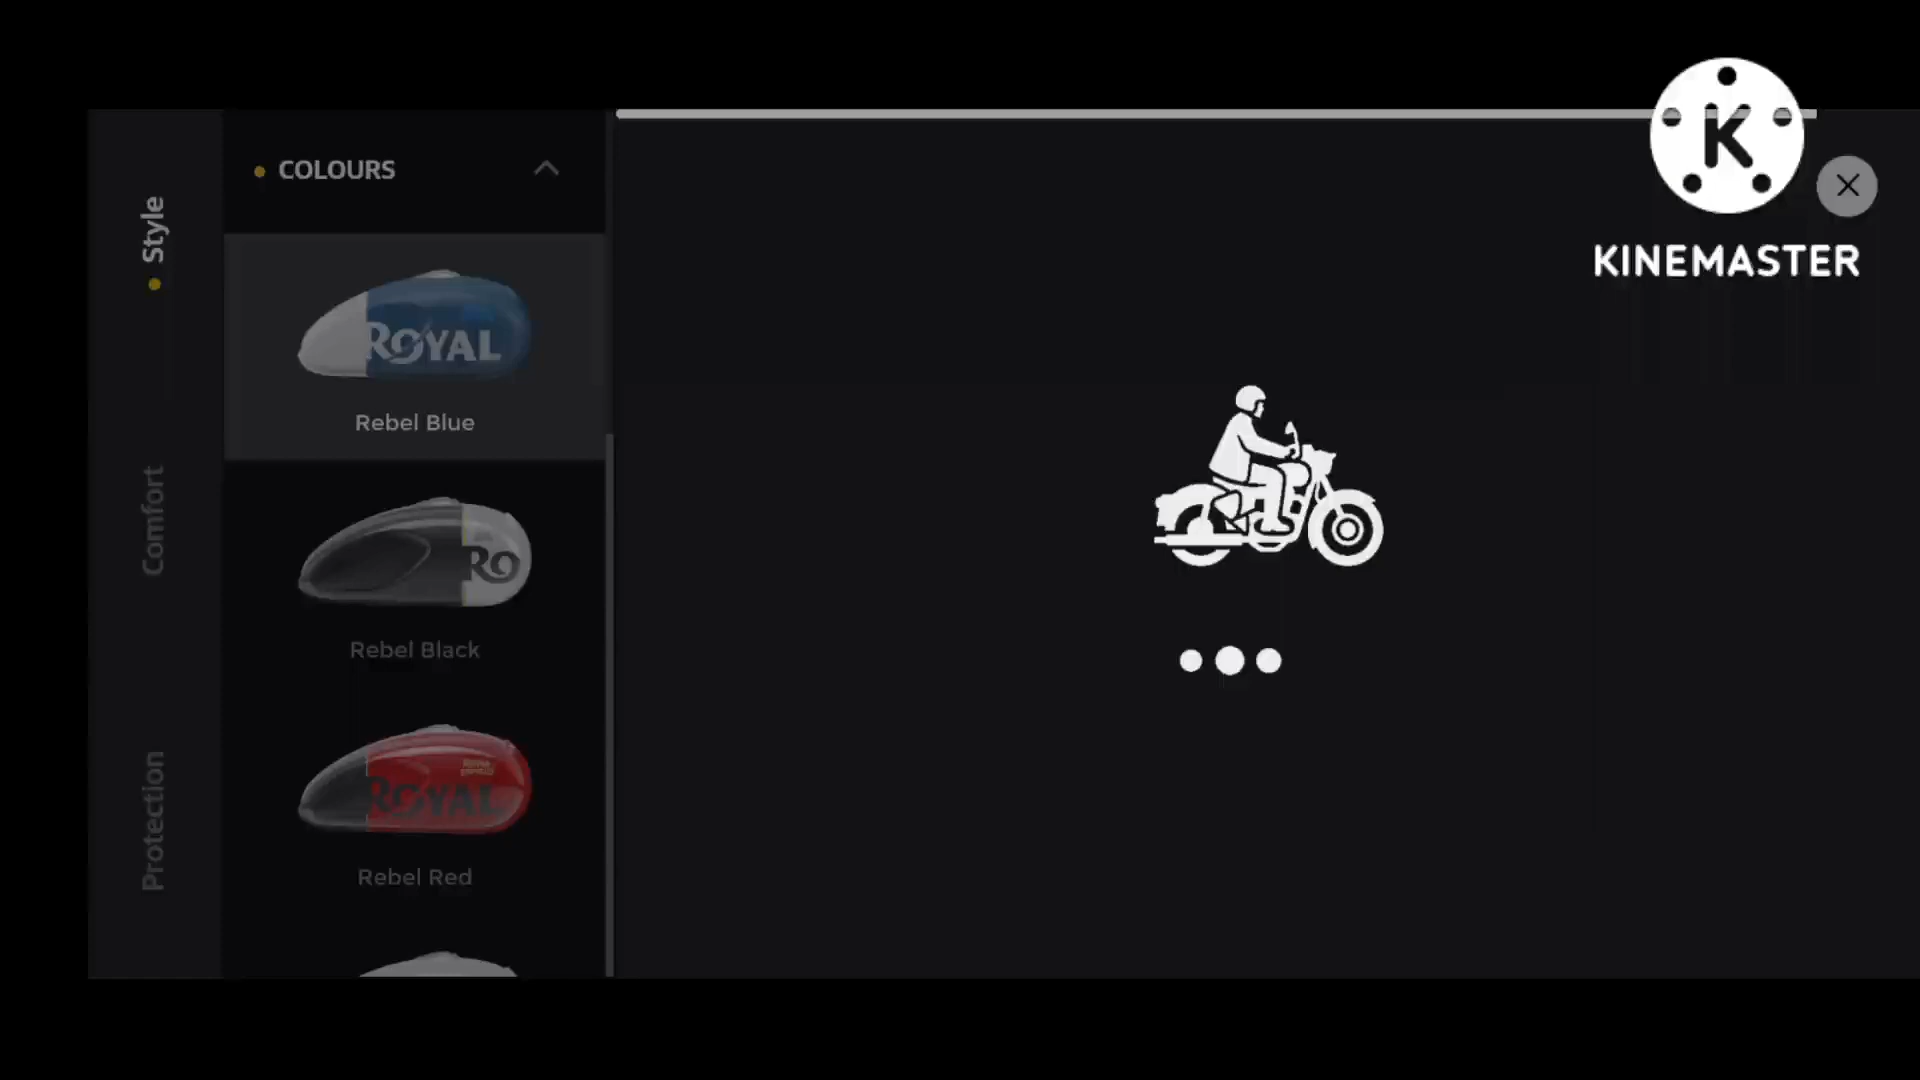 COLOURS
Style
ROYAL
Rebel Blue
Comfort
RO
Rebel Black
ROYAL
Rebel Red
Protection
K
KINEMASTER